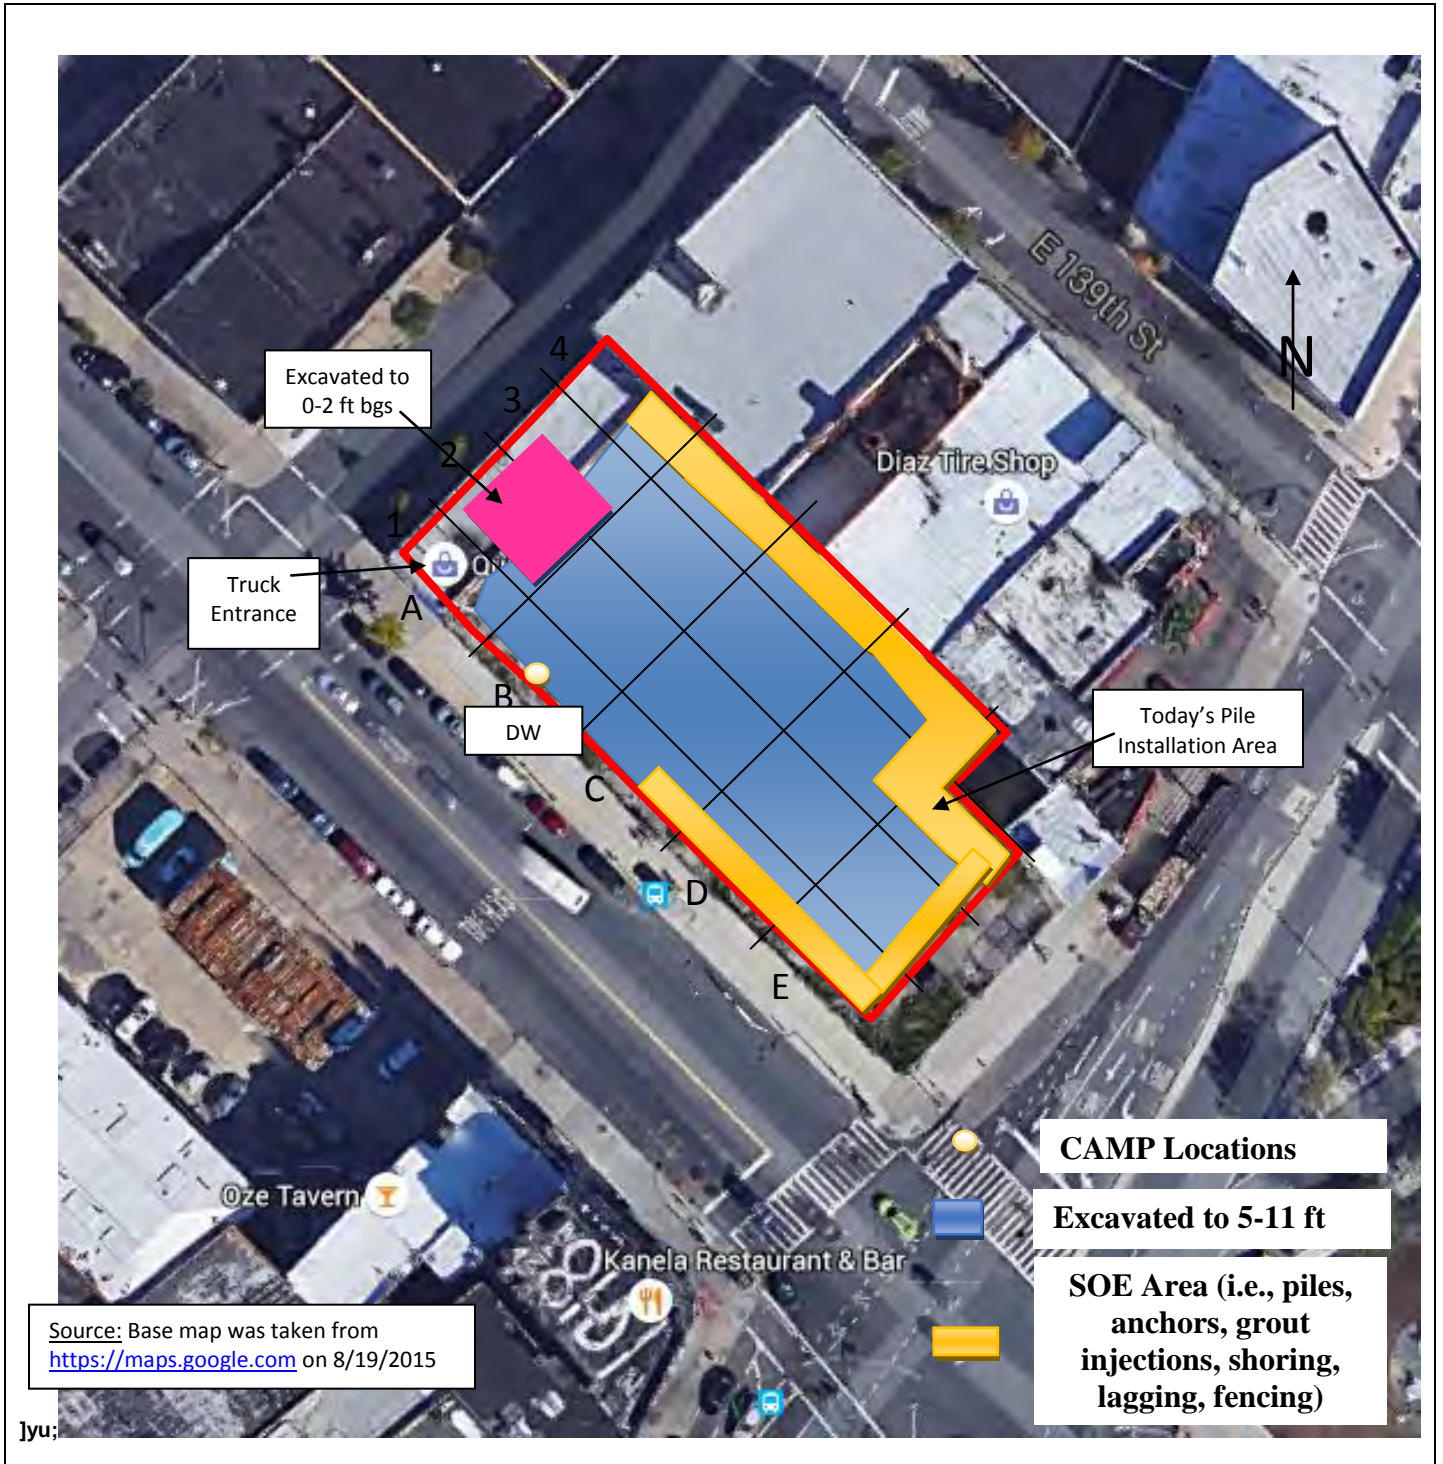 E 139th St
N
4
Excavated to
0-2 ft bgs
3
2
Diaz Tire Shop
1
Truck
Entrance
A
B
DW
Today's Pile
Installation Area
C
D
E
CAMP Locations
Oze Tavern
Excavated to 5-11 ft
Kanela Restaurant & Bar
SOE Area (i.e., piles,
anchors, grout
injections, shoring,
lagging, fencing)
Source: Base map was taken from
https://maps.google.com on 8/19/2015
]yu;